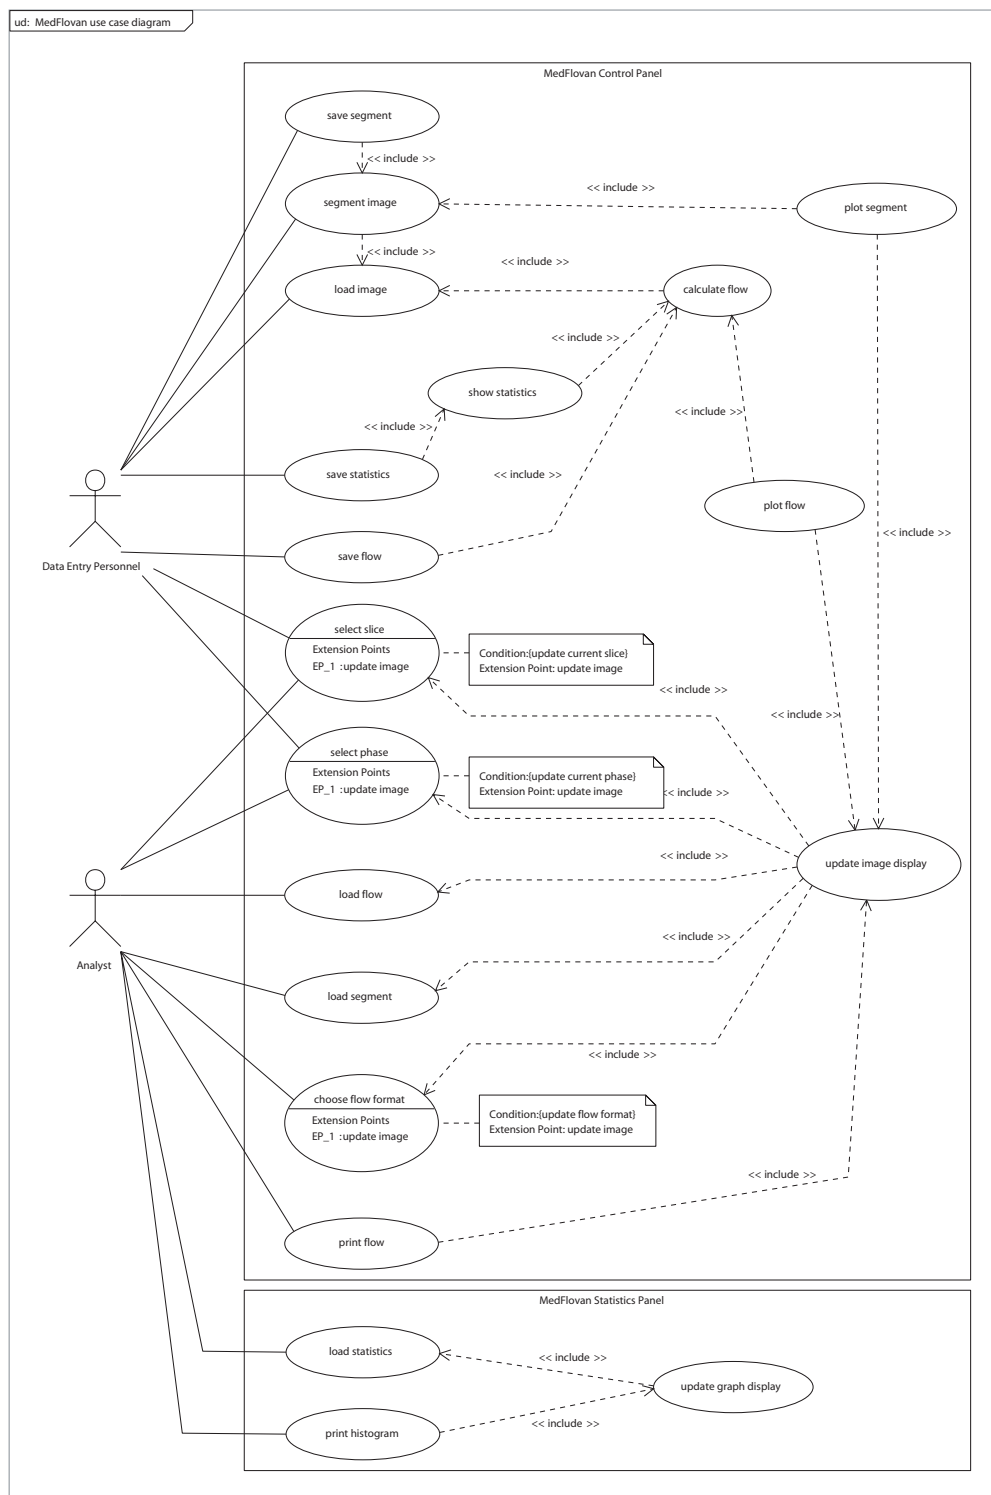 ud:  MedFlovan use case diagram
MedFlovan Control Panel
save segment
<< include >>
segment image
<< include >>
plot segment
<< include >>
load image
<< include >>
calculate flow
<< include >>
show statistics
<< include >>
<< include >>
save statistics
<< include >>
plot flow
<< include >>
save flow
Data Entry Personnel
select slice
Extension Points
EP_1 :update image
Condition:{update current slice}
Extension Point: update image
<< include >>
<< include >>
select phase
Extension Points
EP_1 :update image
Condition:{update current phase}
Extension Point: update image
<< include >>
<< include >>
update image display
load flow
<< include >>
Analyst
load segment
<< include >>
choose flow format
Extension Points
EP_1 :update image
Condition:{update flow format}
Extension Point: update image
<< include >>
print flow
MedFlovan Statistics Panel
load statistics
<< include >>
update graph display
<< include >>
print histogram